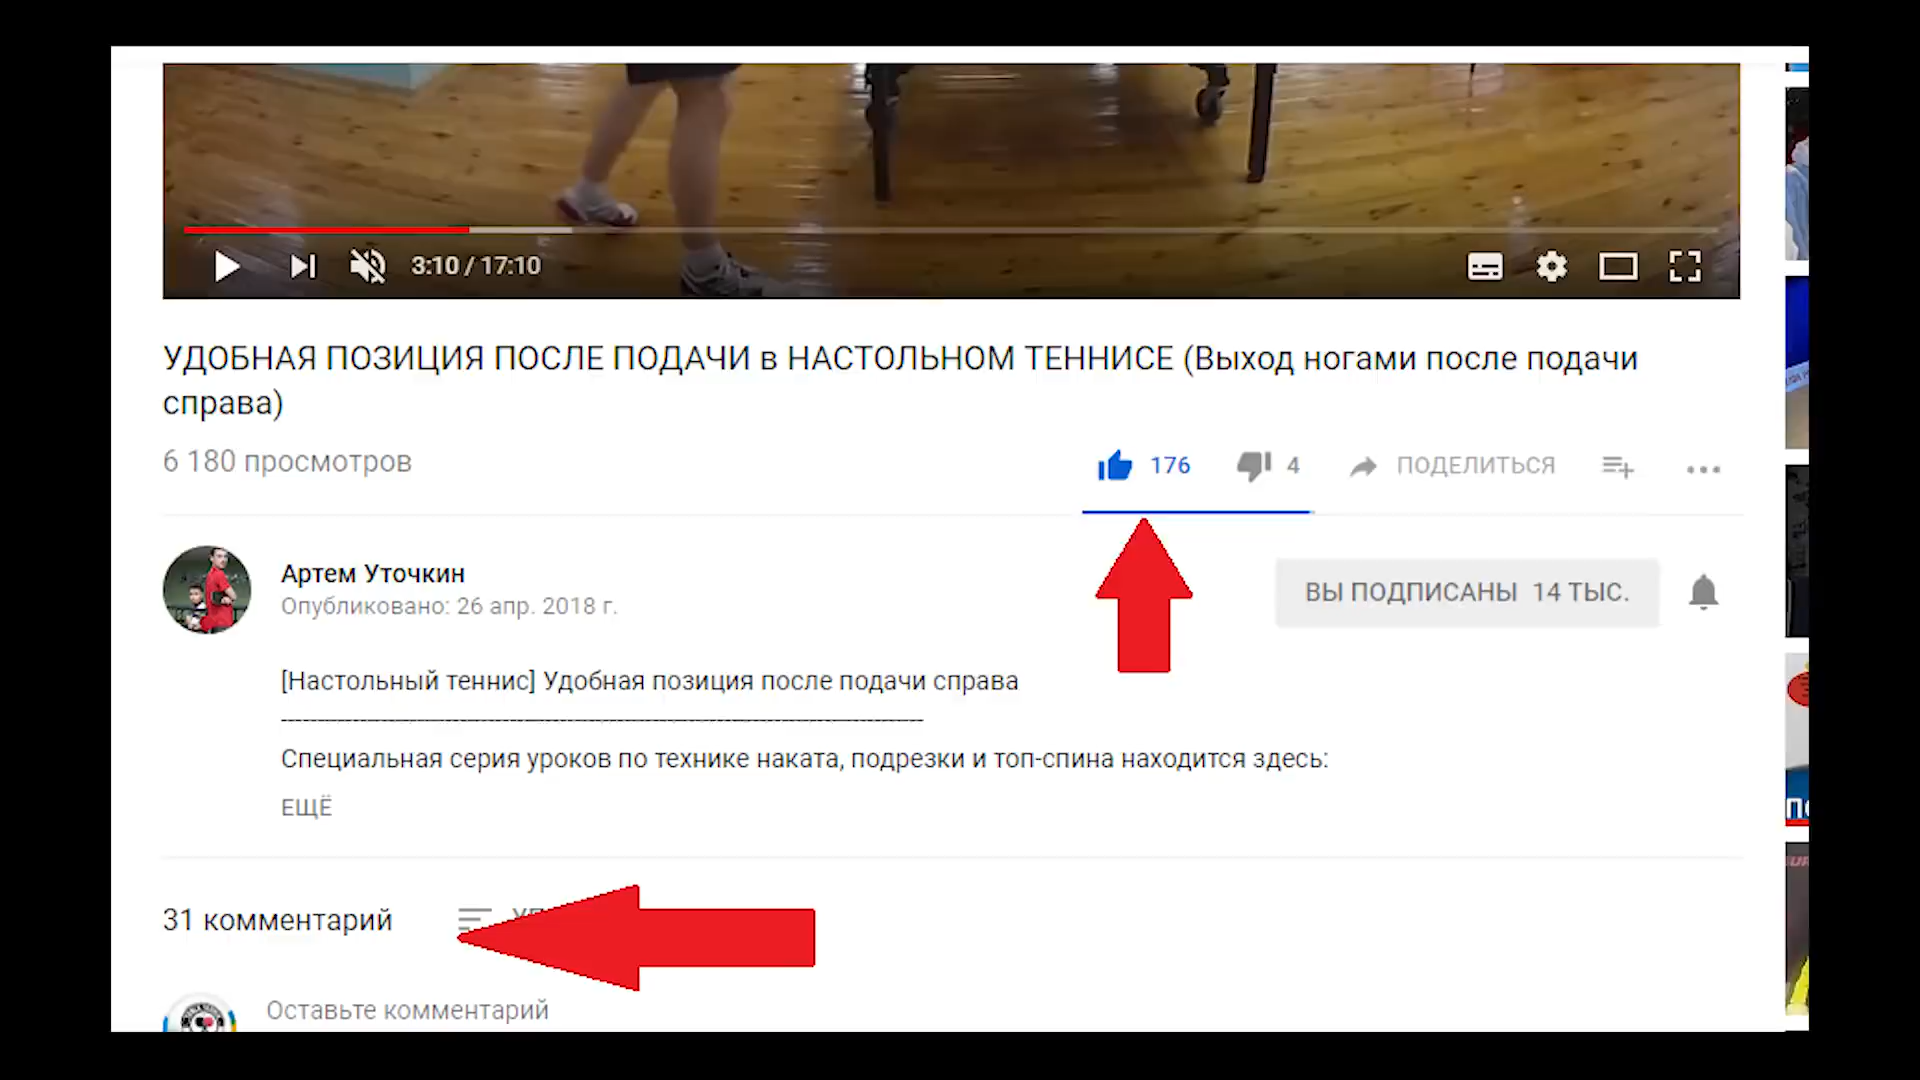 3:10 / 17:10
УДОБНАЯ ПОЗИЦИЯ ПОСЛЕ ПОДАЧИ в НАСТОЛЬНОМ ТЕННИСЕ (Выход ногами после подачи
справа)
6 180 просмотров
176
4
ПОДЕЛИТЬСЯ
Артем Уточкин
Опубликовано: 26 апр. 2018 г.
ВЫ ПОДПИСАНЫ 14 ТЫС.
[Настольный теннис] Удобная позиция после подачи справа
Специальная серия уроков по технике наката, подрезки и топ-спина находится здесь:
ЕЩЁ
31 комментарий
Оставьте комментарий